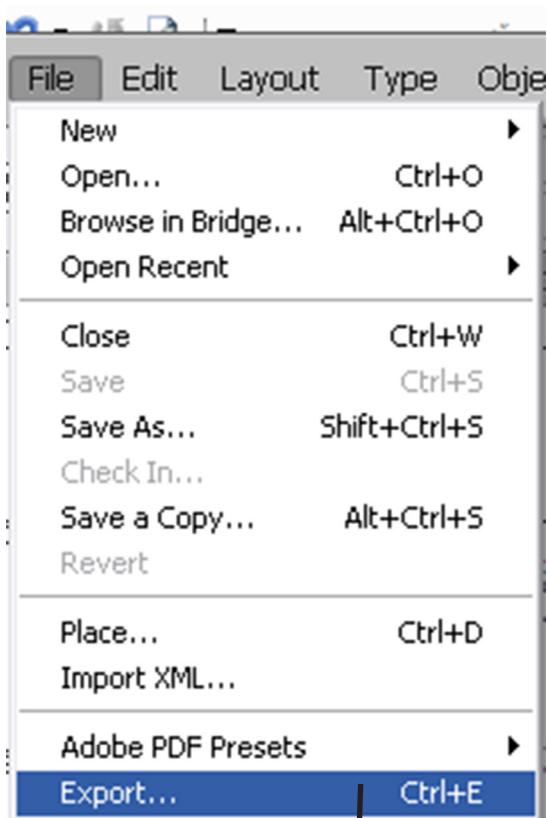 File Edit Layout Type Obje
New
Open... Ctrl+O
Browse in Bridge... Alt+Ctrl+O
Open Recent
Close Ctrl+W
Save Ctrl+S
Save As... Shift+Ctrl+S
Check In...
Save a Copy... Alt+Ctrl+S
Revert
Place... Ctrl+D
Import XML...
Adobe PDF Presets
Export... Ctrl+E